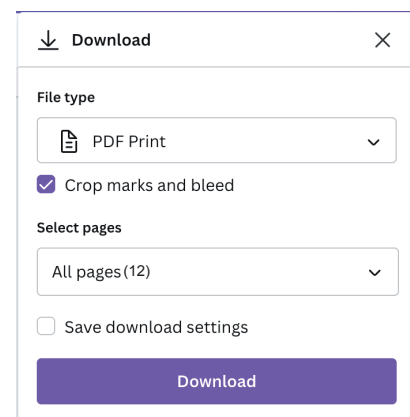 Download
File type
PDF Print
Crop marks and bleed
Select pages
All pages (12)
Save download settings
Download